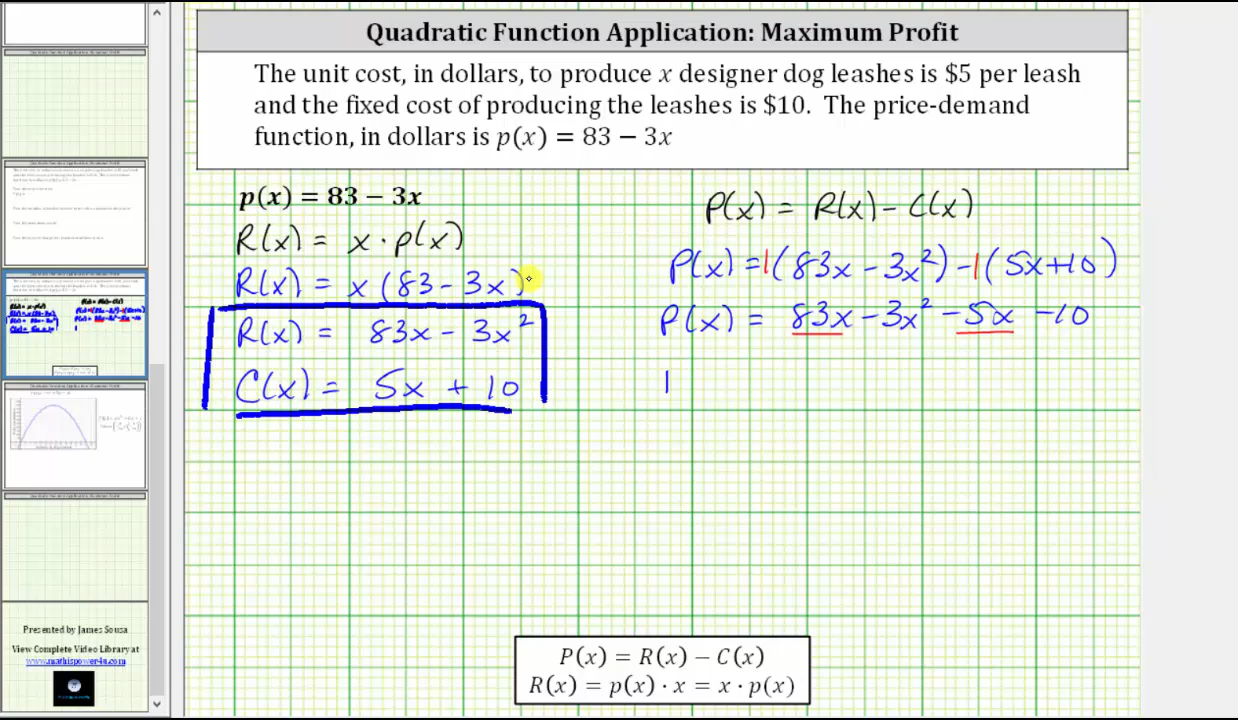 Quadratic Function Application: Maximum Profit
The unit cost, in dollars, to produce x designer dog leashes is $5 per leash
and the fixed cost of producing the leashes is $10. The price-demand
function, in dollars is p(x) = 83 − 3x
p(x) = 83 − 3x
R(x) = x · p(x)
R(x) = x (83 - 3x)
R(x) = 83x - 3x²
C(x) = 5x + 10
P(x) = R(x) - C(x)
P(x) = 1(83x - 3x²) - 1(5x+10)
P(x) = 83x - 3x² - 5x - 10
P(x) = R(x) − C(x)
R(x) = p(x) · x = x · p(x)
Presented by James Sousa
View Complete Video Library at
www.mathispower4u.com